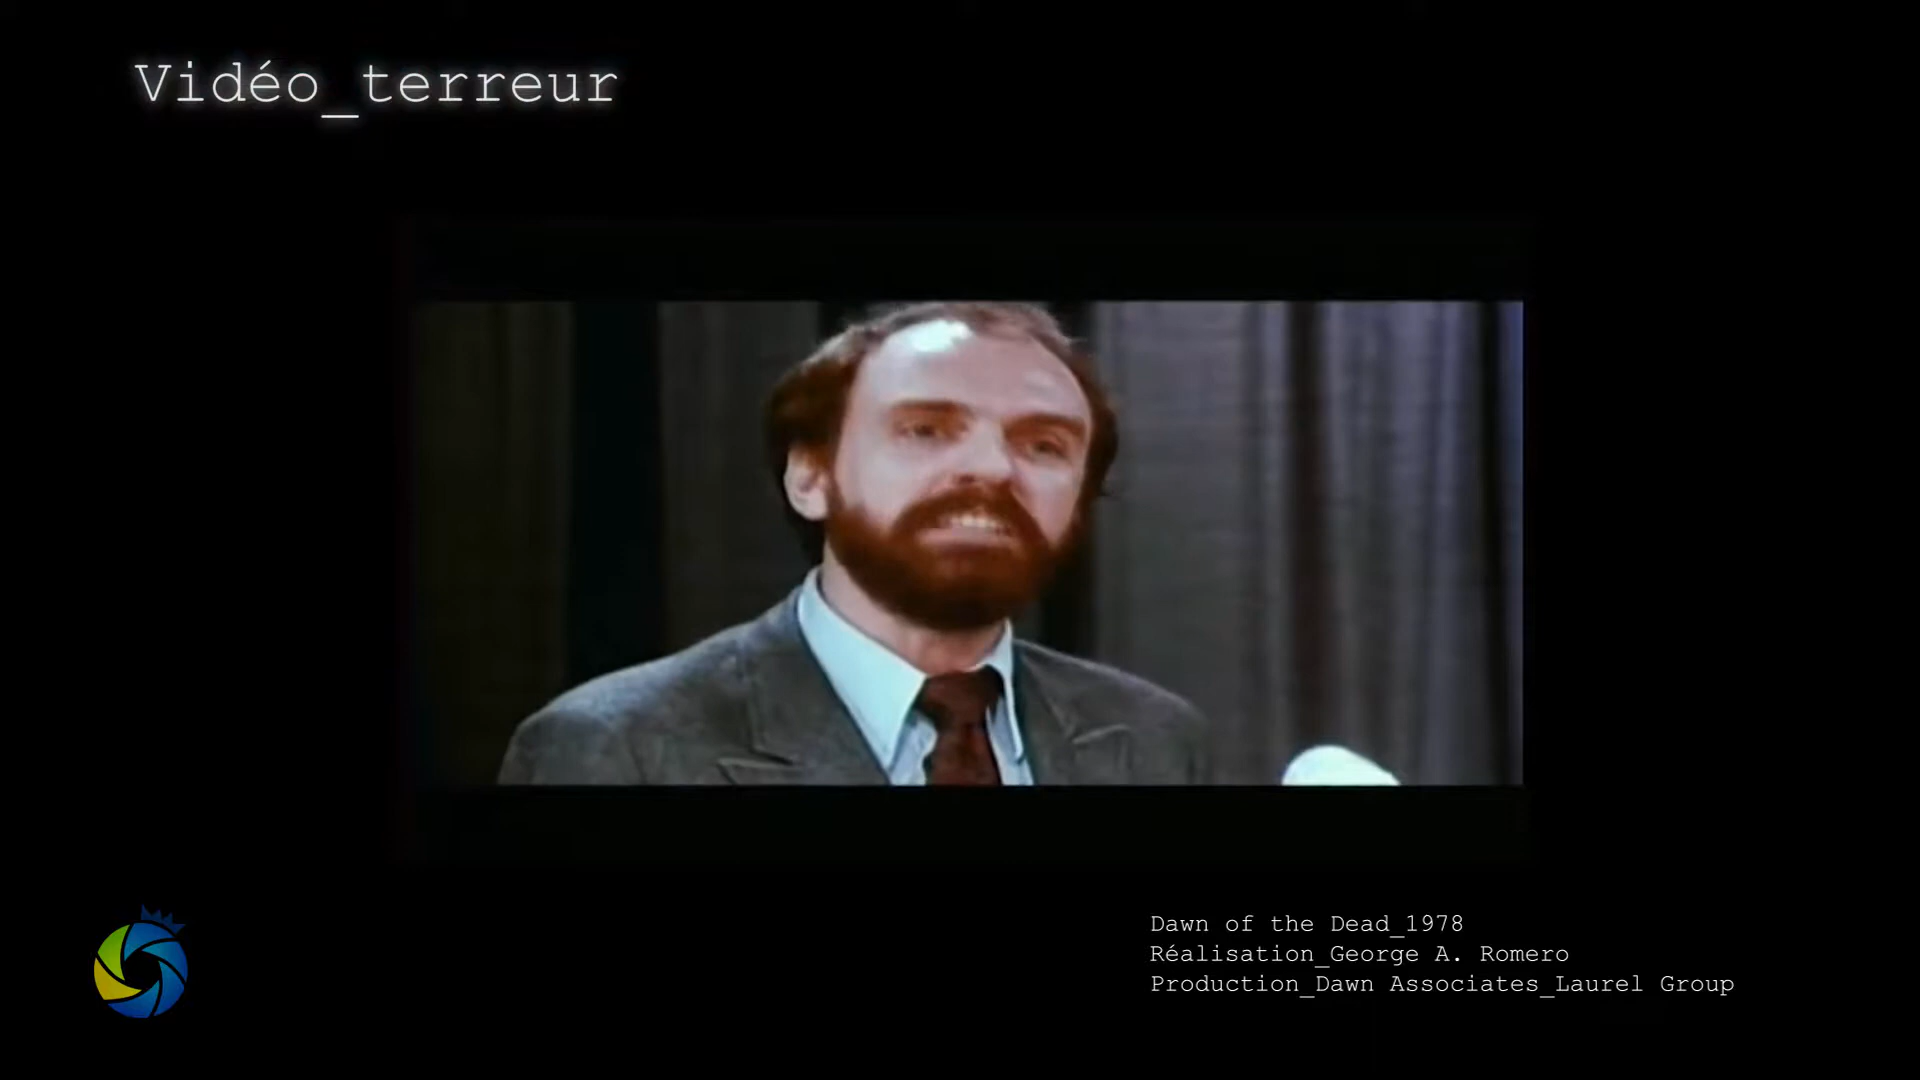 Vidéo_terreur
Dawn of the Dead_1978
Réalisation_George A. Romero
Production_Dawn Associates_Laurel Group